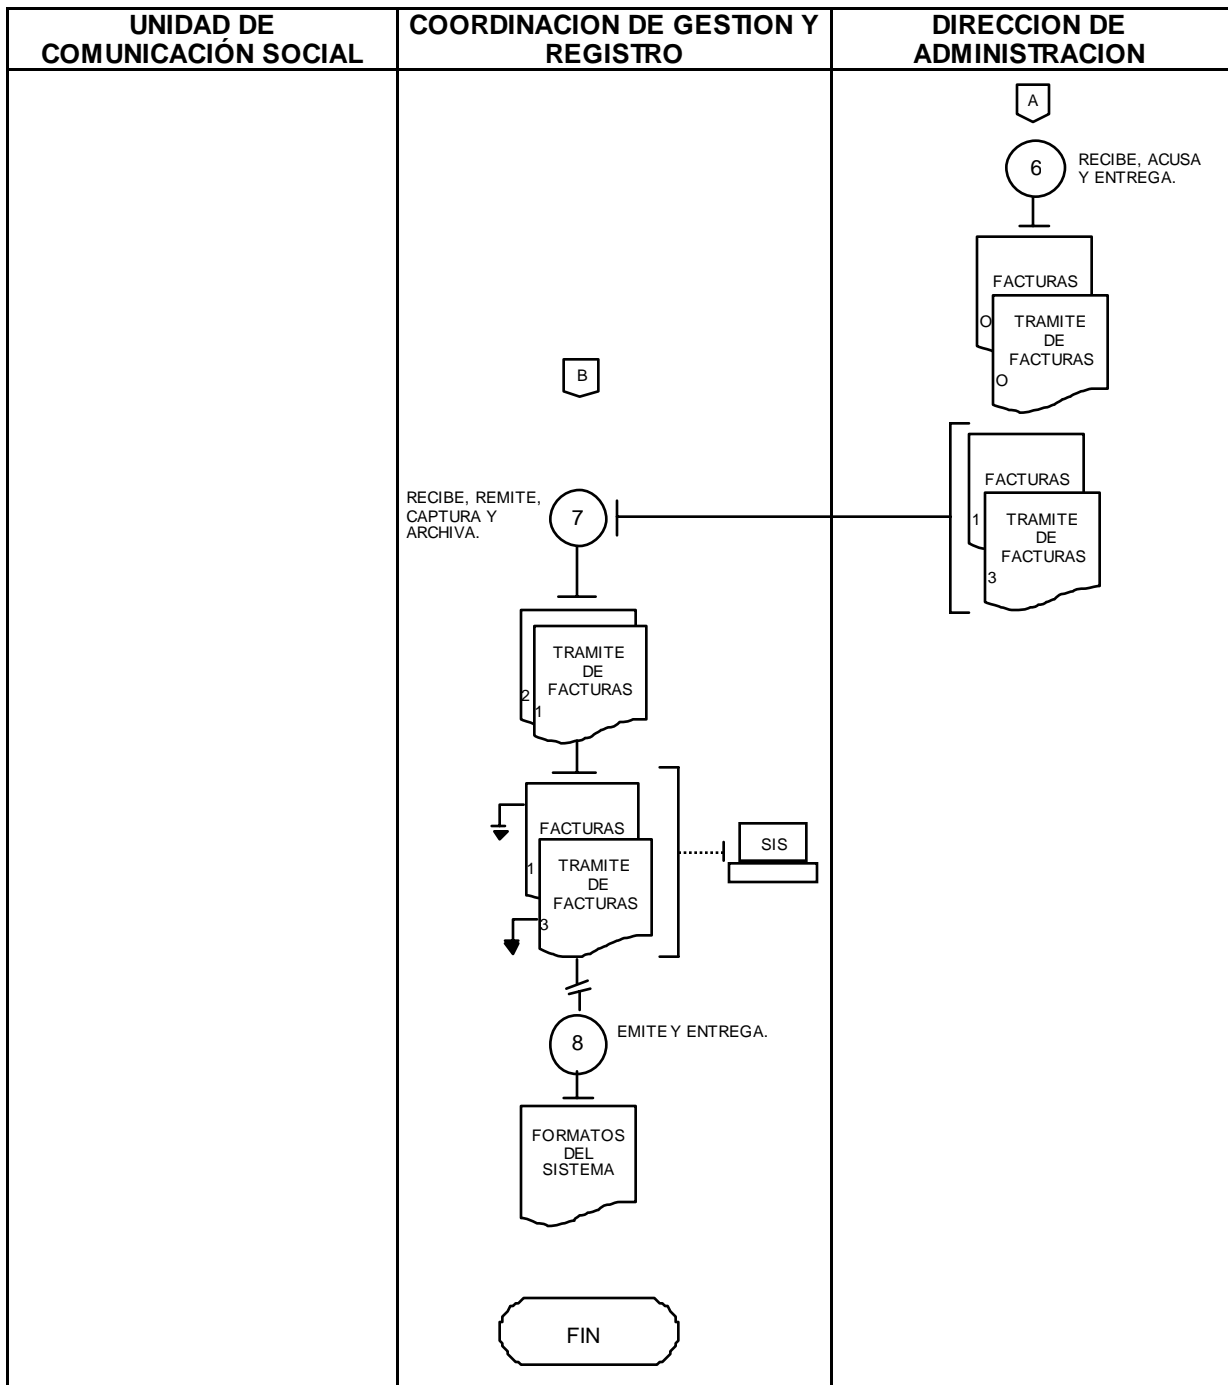 UNIDAD DE
COMUNICACIÓN SOCIAL
COORDINACION DE GESTION Y
REGISTRO
DIRECCION DE
ADMINISTRACION
A
6
RECIBE, ACUSA
Y ENTREGA.
FACTURAS
O
TRAMITE
DE
FACTURAS
O
B
FACTURAS
1
TRAMITE
DE
FACTURAS
3
RECIBE, REMITE,
CAPTURA Y
ARCHIVA.
7
TRAMITE
DE
FACTURAS
2
1
FACTURAS
1
TRAMITE
DE
FACTURAS
3
SIS
8
EMITE Y ENTREGA.
FORMATOS
DEL
SISTEMA
FIN